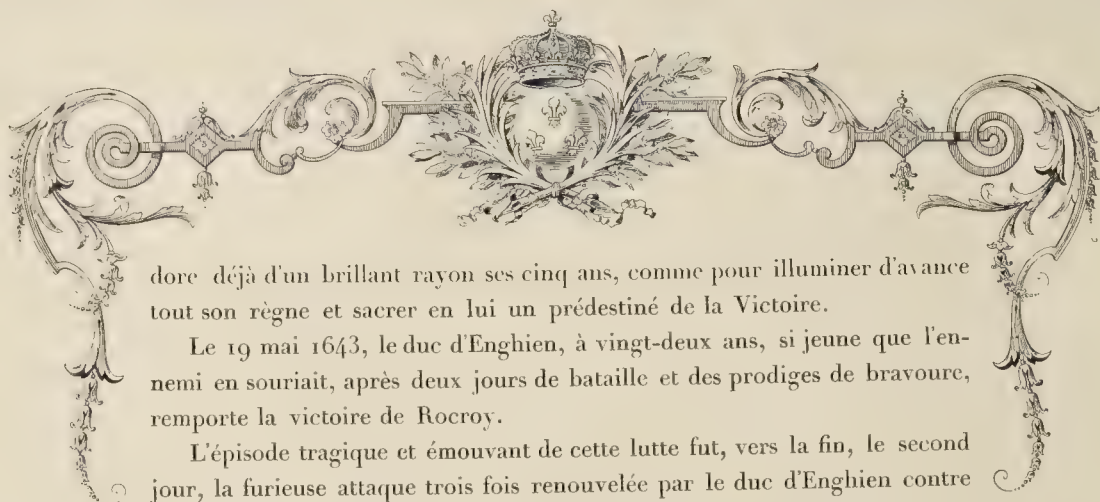 dore déjà d'un brillant rayon ses cinq ans, comme pour illuminer d'avance
tout son règne et sacrer en lui un prédestiné de la Victoire.
Le 19 mai 1643, le duc d'Enghien, à vingt-deux ans, si jeune que l'en-
nemi en souriait, après deux jours de bataille et des prodiges de bravoure,
remporte la victoire de Rocroy.
L'épisode tragique et émouvant de cette lutte fut, vers la fin, le second
jour, la furieuse attaque trois fois renouvelée par le duc d'Enghien contre